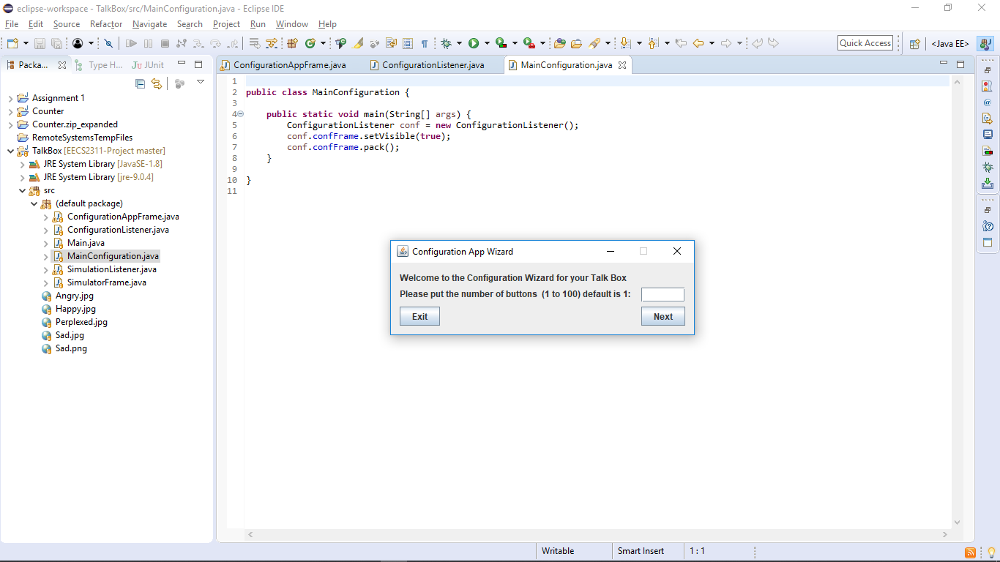 eclipse-workspace - TalkBox/src/MainConfiguration.java - Eclipse IDE
File Edit Source Refactor Navigate Search Project Run Window Help
Quick Access
<Java EE>
Packa...
Type H...
JUnit
Assignment 1
Counter
Counter.zip_expanded
RemoteSystemsTempFiles
TalkBox [EECS2311-Project master]
JRE System Library [JavaSE-1.8]
JRE System Library [jre-9.0.4]
src
(default package)
ConfigurationAppFrame.java
ConfigurationListener.java
Main.java
MainConfiguration.java
SimulationListener.java
SimulatorFrame.java
Angry.jpg
Happy.jpg
Perplexed.jpg
Sad.jpg
Sad.png
ConfigurationAppFrame.java
ConfigurationListener.java
MainConfiguration.java
1
2 public class MainConfiguration {
3
4 public static void main(String[] args) {
5 ConfigurationListener conf = new ConfigurationListener();
6 conf.confFrame.setVisible(true);
7 conf.confFrame.pack();
8 }
9
10 }
11
Configuration App Wizard
Welcome to the Configuration Wizard for your Talk Box
Please put the number of buttons (1 to 100) default is 1:
Exit
Next
Writable
Smart Insert
1 : 1